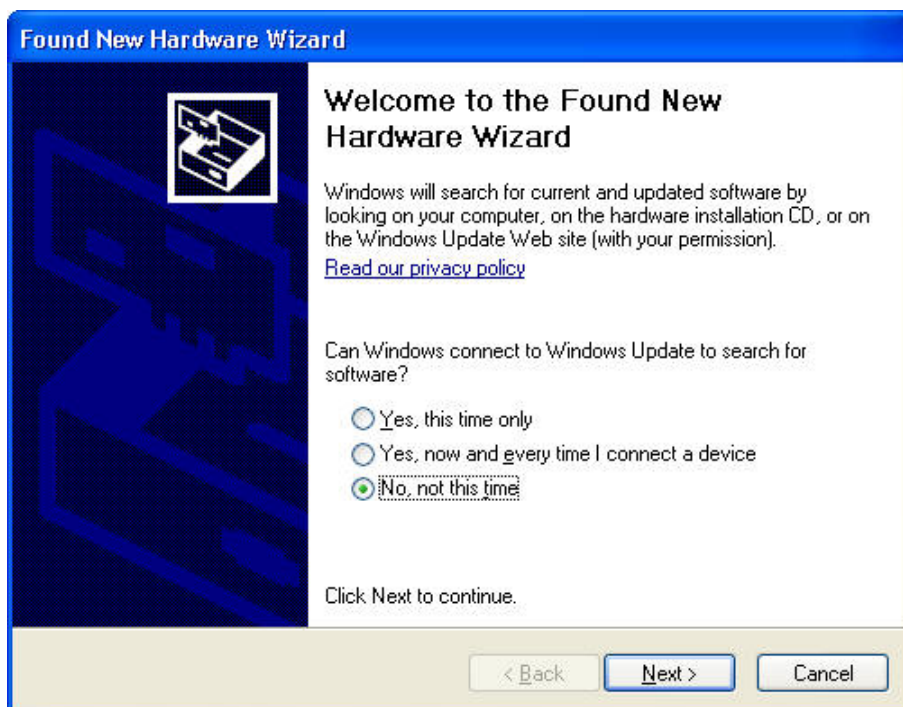 Found New Hardware Wizard
Welcome to the Found New
Hardware Wizard
Windows will search for current and updated software by
looking on your computer, on the hardware installation CD, or on
the Windows Update Web site (with your permission).
Read our privacy policy
Can Windows connect to Windows Update to search for
software?
Yes, this time only
Yes, now and every time I connect a device
No, not this time
Click Next to continue.
< Back
Next >
Cancel